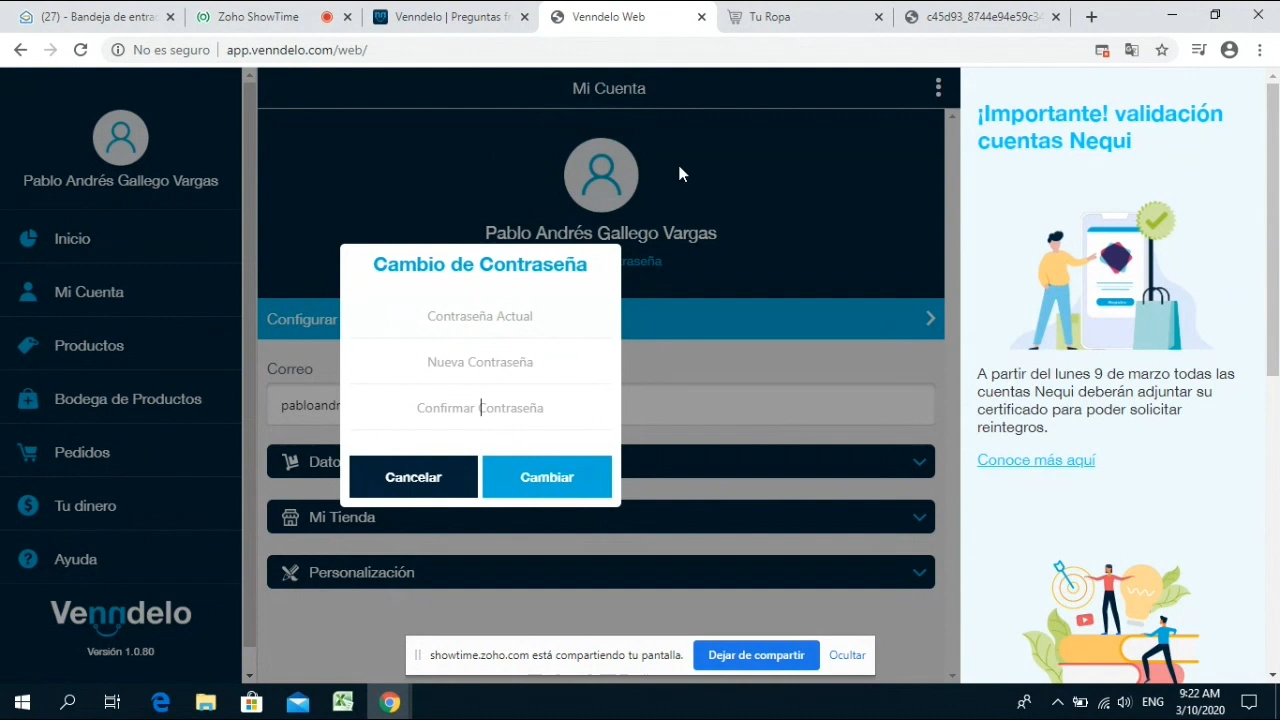 (27) - Bandeja de entra
Zoho ShowTime
Venndelo | Preguntas fr
Venndelo Web
Tu Ropa
c45d93_8744e94e59c34
No es seguro
app.venndelo.com/web/
Pablo Andrés Gallego Vargas
Inicio
Mi Cuenta
Productos
Bodega de Productos
Pedidos
Tu dinero
Ayuda
Venndelo
Versión 1.0.80
Mi Cuenta
Pablo Andrés Gallego Vargas
raseña
Configurar
Correo
pabloandr
Dato
Mi Tienda
Personalización
Cambio de Contraseña
Contraseña Actual
Nueva Contraseña
Confirmar Contraseña
Cancelar
Cambiar
¡Importante! validación
cuentas Nequi
A partir del lunes 9 de marzo todas las
cuentas Nequi deberán adjuntar su
certificado para poder solicitar
reintegros.
Conoce más aquí
showtime.zoho.com está compartiendo tu pantalla.
Dejar de compartir
Ocultar
ENG
9:22 AM
3/10/2020